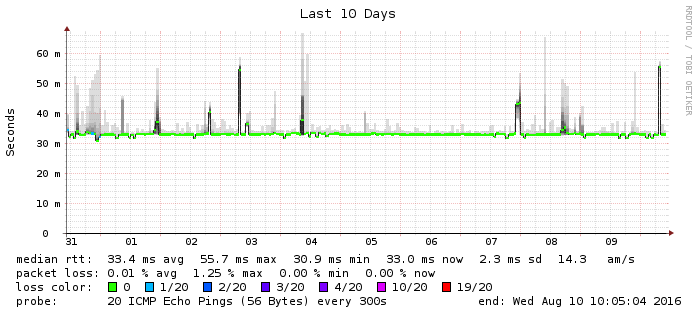 Last 10 Days
RRDTOOL / TOBI OETIKER
Seconds
60 m
50 m
40 m
30 m
20 m
10 m
0
31 01 02 03 04 05 06 07 08 09
median rtt: 33.4 ms avg 55.7 ms max 30.9 ms min 33.0 ms now 2.3 ms sd 14.3 am/s
packet loss: 0.01 % avg 1.25 % max 0.00 % min 0.00 % now
loss color: 0 1/20 2/20 3/20 4/20 10/20 19/20
probe: 20 ICMP Echo Pings (56 Bytes) every 300s end: Wed Aug 10 10:05:04 2016